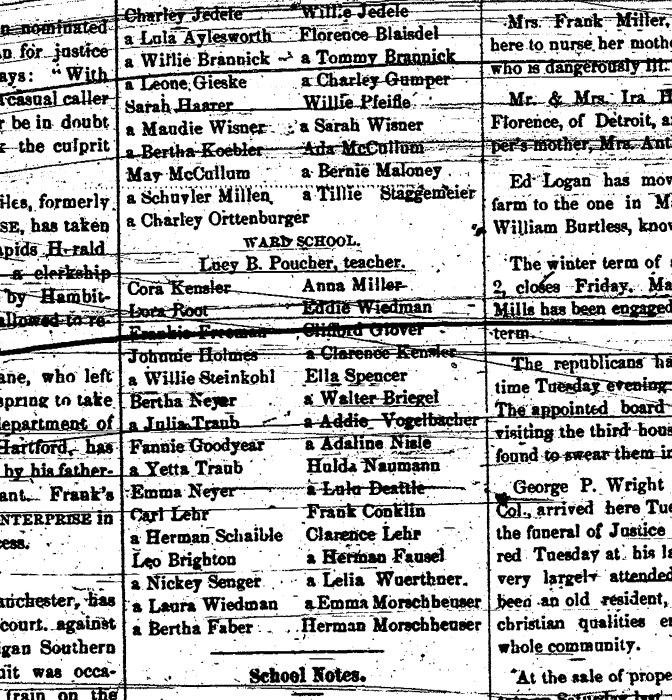 n nominated
an for justice
ays: "With
casual caller
r be in doubt
the culprit
iles, formerly
SE, has taken
apids H-rald
a clerkship
by Hambit-
allowed to re-
ane, who left
spring to take
department of
Hartford, has
by his father-
ant. Frank's
NTERPRISE in
cess.
anchester, has
court against
igan Southern
uit was occa-
train on the
Charley Jedele Willie Jedele
a Lula Aylesworth Florence Blaisdel
a Willie Brannick a Tommy Brannick
a Leone Gieske a Charley Gumper
Sarah Haarer Willie Pfeifle
a Maudie Wisner a Sarah Wisner
a Bertha Koebler Ada McCullum
May McCullum a Bernie Maloney
a Schuyler Millen a Tillie Staggemeier
a Charley Orttenburger
WARD SCHOOL.
Lucy B. Poucher, teacher.
Cora Kensler Anna Miller
Lora Root Eddie Wiedman
Frankie Freeman Clifford Glover
Johnnie Holmes a Clarence Kensler
a Willie Steinkohl Ella Spencer
Bertha Neyer a Walter Briegel
a Julia Traub a Addie Vogelbacher
Fannie Goodyear a Adaline Nisle
a Yetta Traub Hulda Naumann
Emma Neyer a Lulu Deattle
Carl Lehr Frank Conklin
a Herman Schaible Clarence Lehr
Leo Brighton a Herman Fausel
a Nickey Senger a Lelia Wuerthner.
a Laura Wiedman a Emma Morschheuser
a Bertha Faber Herman Morschheuser
School Notes.
Mrs. Frank Miller,
here to nurse her mothe
who is dangerously ill.
Mr. & Mrs. Ira H
Florence, of Detroit, a
per's mother, Mrs. Ant
Ed Logan has mov
farm to the one in M
William Burtless, know
The winter term of s
2, closes Friday, Ma
Mills has been engaged
term.
The republicans ha
time Tuesday evening
The appointed board
visiting the third hous
found to swear them in
George P. Wright
Col., arrived here Tue
the funeral of Justice
red Tuesday at his la
very largely attended
been an old resident,
christian qualities e
whole community.
At the sale of prope